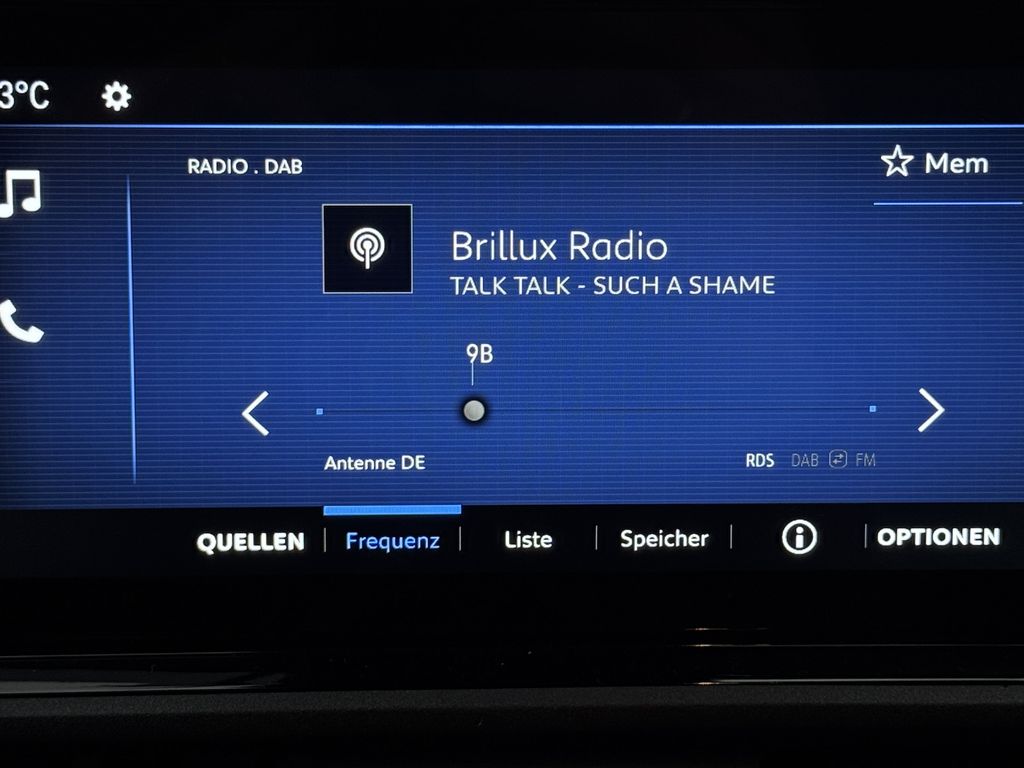 3°C
RADIO . DAB
Mem
Brillux Radio
TALK TALK - SUCH A SHAME
9B
Antenne DE
RDS DAB FM
QUELLEN Frequenz Liste Speicher OPTIONEN